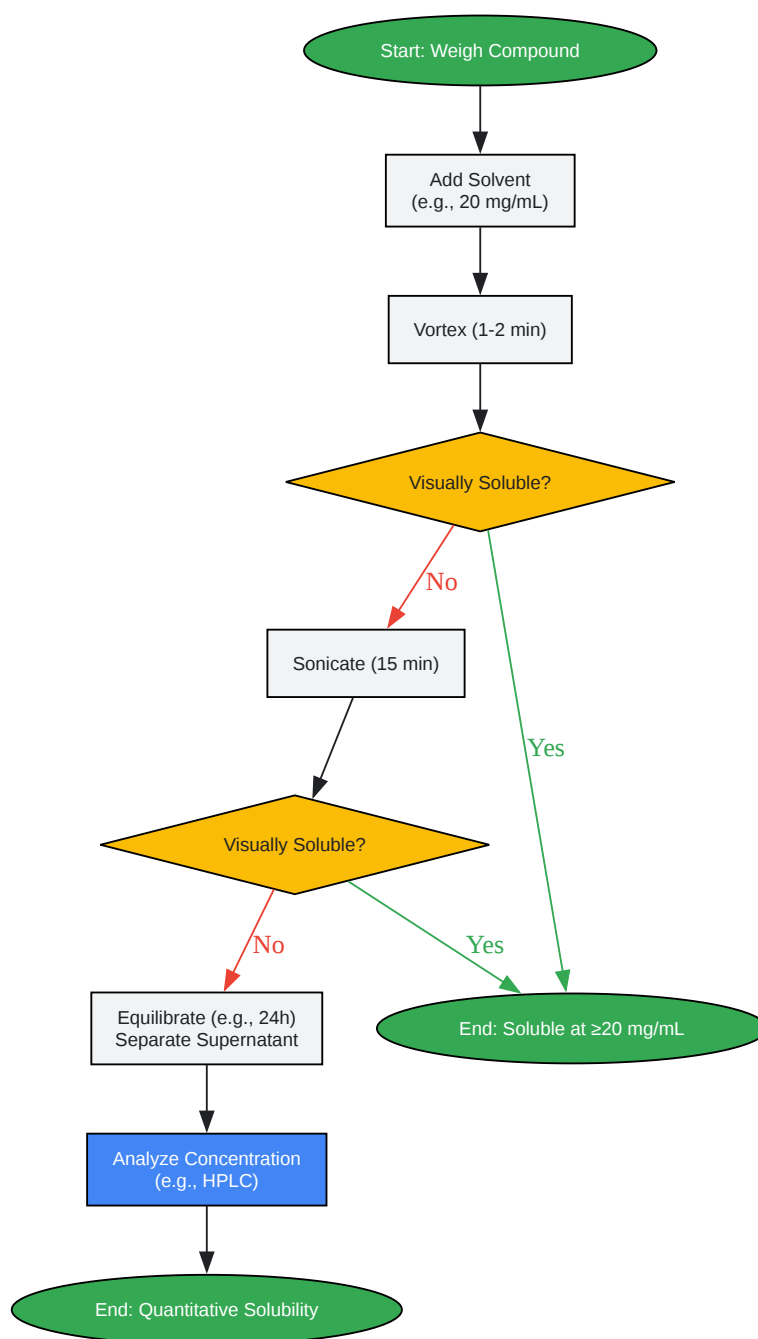 Start: Weigh Compound
Add Solvent
(e.g., 20 mg/mL)
Vortex (1-2 min)
Visually Soluble?
No
Sonicate (15 min)
Yes
Visually Soluble?
No
Yes
Equilibrate (e.g., 24h)
Separate Supernatant
End: Soluble at ≥20 mg/mL
Analyze Concentration
(e.g., HPLC)
End: Quantitative Solubility